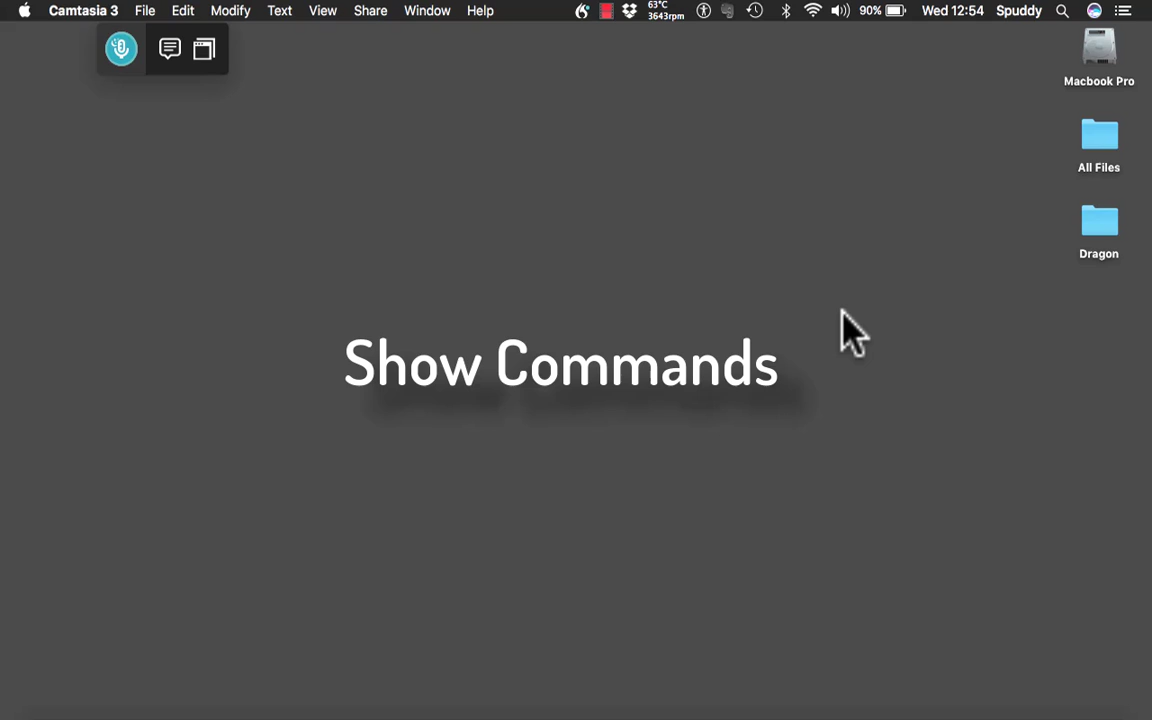 Camtasia 3 File Edit Modify Text View Share Window Help 63°C 3643rpm 90% Wed 12:54 Spuddy
Macbook Pro
All Files
Dragon
Show Commands